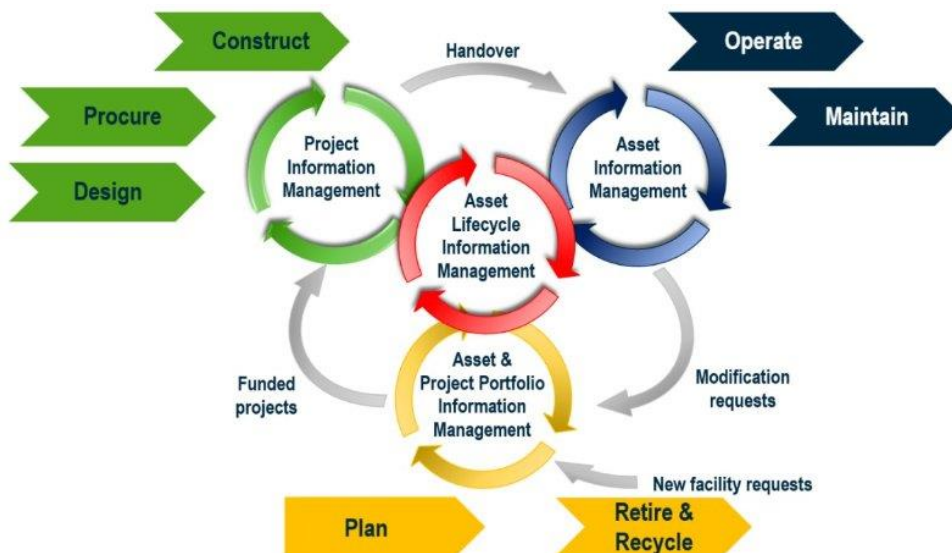 Construct
Operate
Handover
Procure
Maintain
Project
Information
Management
Asset
Information
Management
Design
Asset
Lifecycle
Information
Management
Asset &
Project Portfolio
Information
Management
Funded
projects
Modification
requests
New facility requests
Plan
Retire &
Recycle